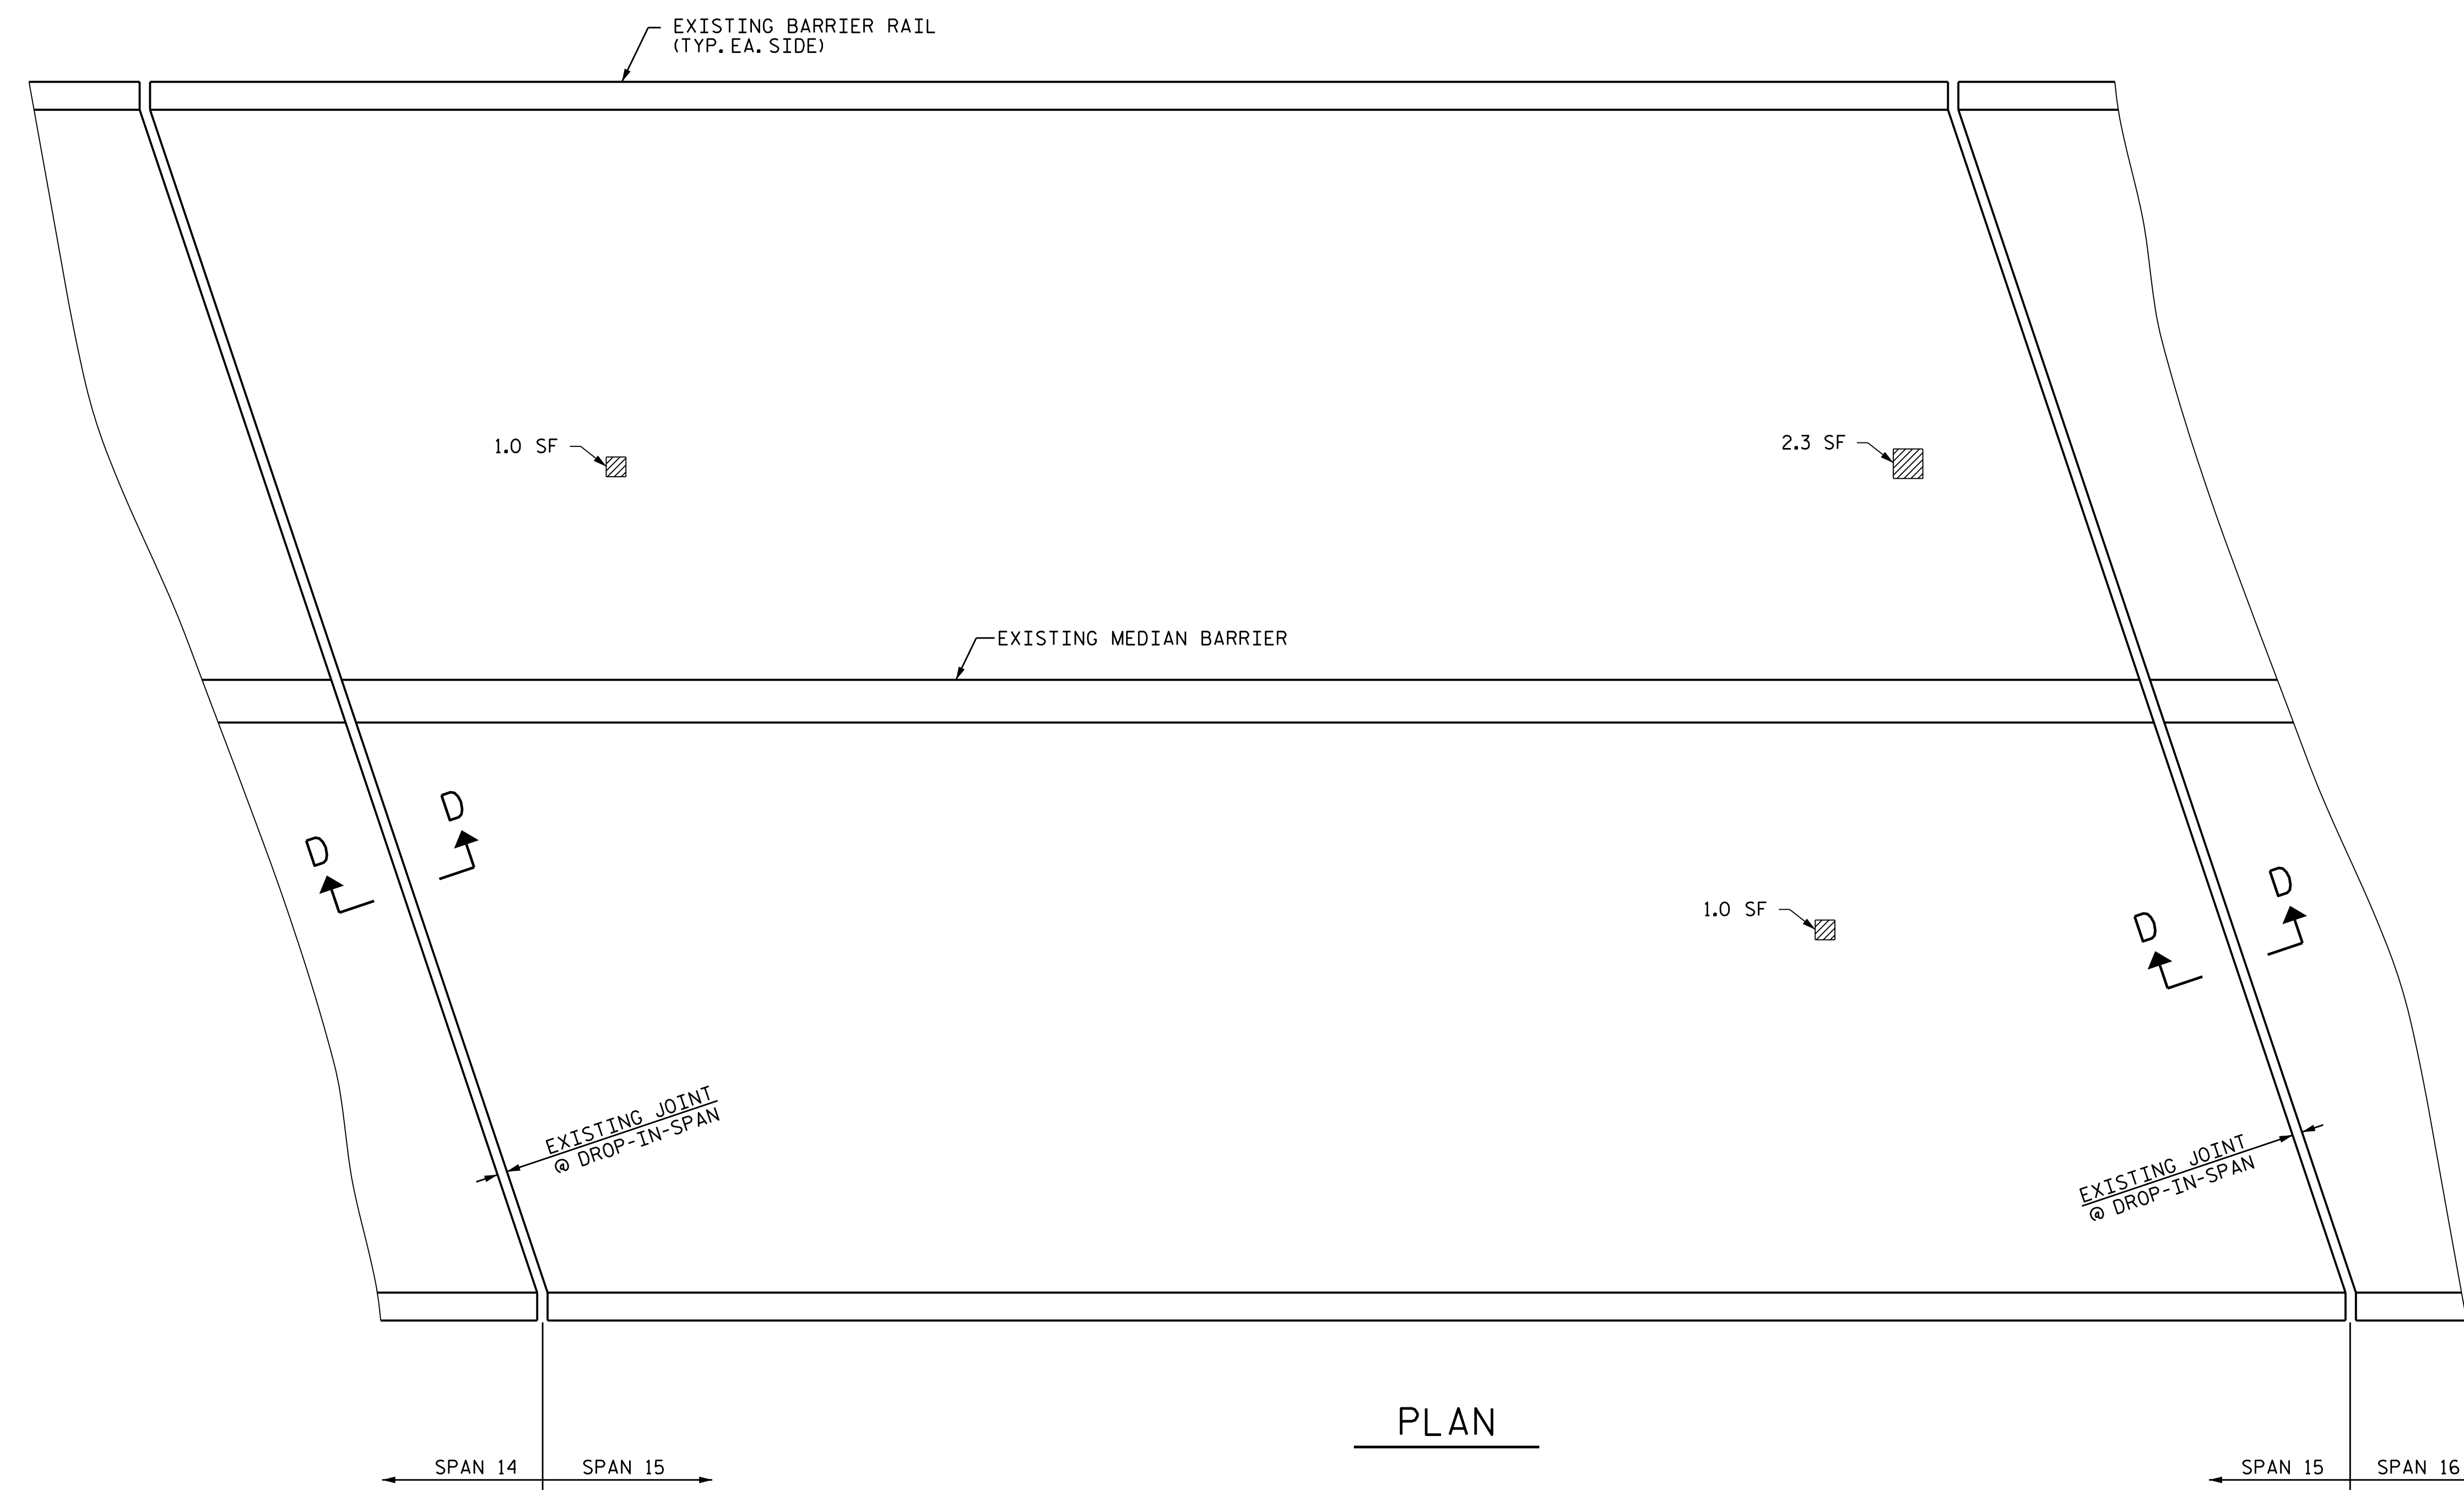 EXISTING BARRIER RAIL
(TYP. EA. SIDE)
1.0 SF
2.3 SF
EXISTING MEDIAN BARRIER
D
D
D
D
1.0 SF
EXISTING JOINT
@ DROP-IN-SPAN
EXISTING JOINT
@ DROP-IN-SPAN
PLAN
SPAN 14
SPAN 15
SPAN 15
SPAN 16